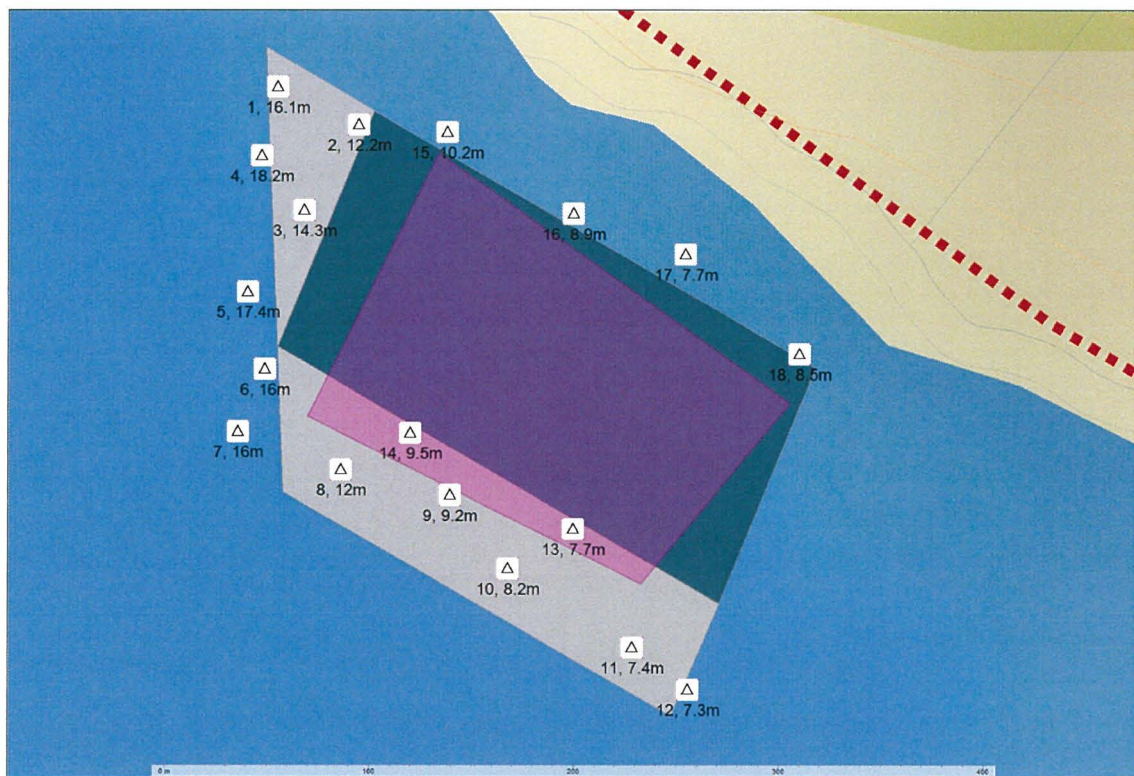 1, 16.1m
2, 12.2m
15, 10.2m
4, 18.2m
3, 14.3m
16, 8.9m
17, 7.7m
5, 17.4m
18, 8.5m
6, 16m
7, 16m
14, 9.5m
8, 12m
9, 9.2m
13, 7.7m
10, 8.2m
11, 7.4m
12, 7.3m
0 m 100 200 300 400